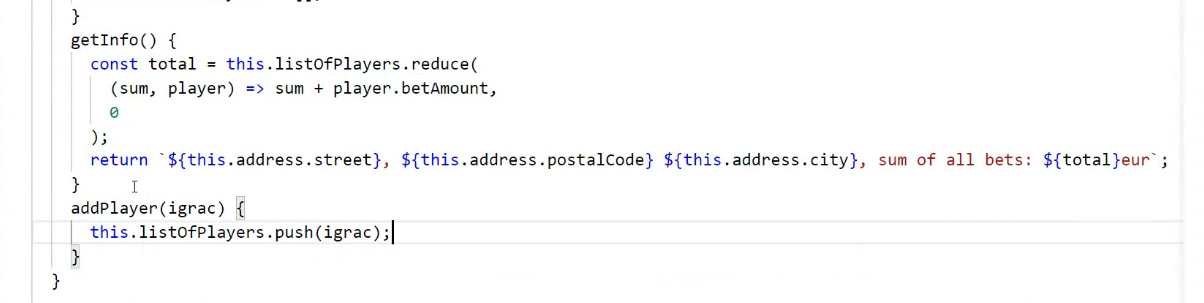 }
getInfo() {
const total = this.listOfPlayers.reduce(
(sum, player) => sum + player.betAmount,
0
);
return `${this.address.street}, ${this.address.postalCode} ${this.address.city}, sum of all bets: ${total}eur`;
}
addPlayer(igrac) {
this.listOfPlayers.push(igrac);
}
}